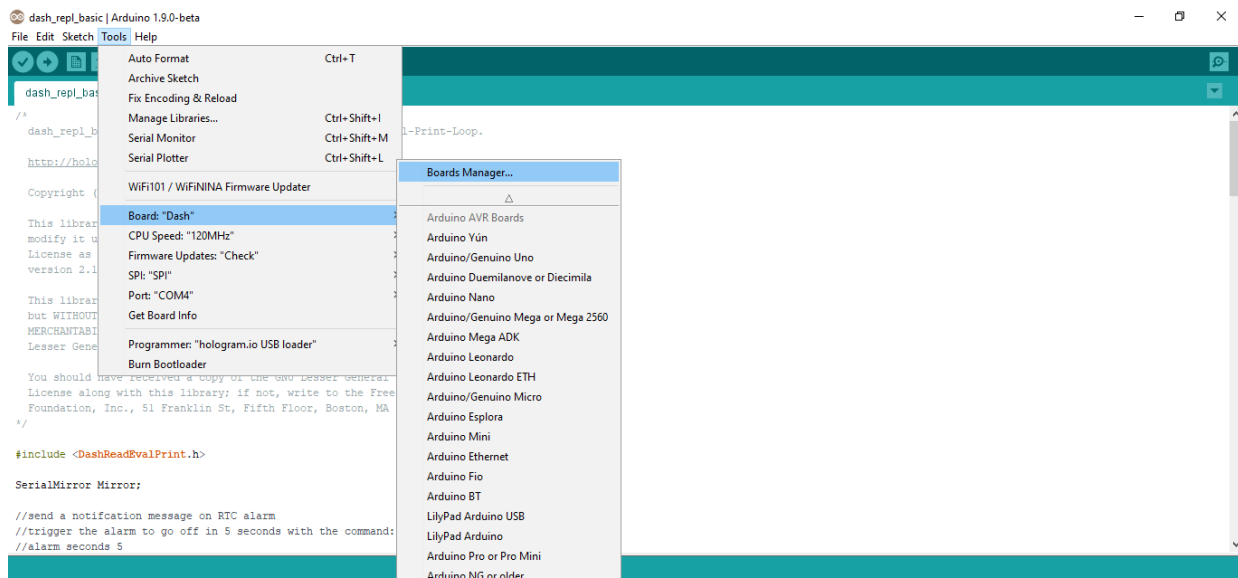 dash_repl_basic | Arduino 1.9.0-beta
File Edit Sketch Tools Help
dash_repl_bas
Auto Format Ctrl+T
Archive Sketch
Fix Encoding & Reload
Manage Libraries... Ctrl+Shift+I
Serial Monitor Ctrl+Shift+M
Serial Plotter Ctrl+Shift+L
WiFi101 / WiFiNINA Firmware Updater
Board: "Dash"
CPU Speed: "120MHz"
Firmware Updates: "Check"
SPI: "SPI"
Port: "COM4"
Get Board Info
Programmer: "hologram.io USB loader"
Burn Bootloader
Boards Manager...
Arduino AVR Boards
Arduino Yún
Arduino/Genuino Uno
Arduino Duemilanove or Diecimila
Arduino Nano
Arduino/Genuino Mega or Mega 2560
Arduino Mega ADK
Arduino Leonardo
Arduino Leonardo ETH
Arduino/Genuino Micro
Arduino Esplora
Arduino Mini
Arduino Ethernet
Arduino Fio
Arduino BT
LilyPad Arduino USB
LilyPad Arduino
Arduino Pro or Pro Mini
Arduino NG or older
/*
dash_repl_b l-Print-Loop.
http://holo
Copyright (
This librar
modify it u
License as
version 2.1
This librar
but WITHOUT
MERCHANTABI
Lesser Gene
You should have received a copy of the GNU Lesser General
License along with this library; if not, write to the Free
Foundation, Inc., 51 Franklin St, Fifth Floor, Boston, MA
*/
#include <DashReadEvalPrint.h>
SerialMirror Mirror;
//send a notifcation message on RTC alarm
//trigger the alarm to go off in 5 seconds with the command:
//alarm seconds 5